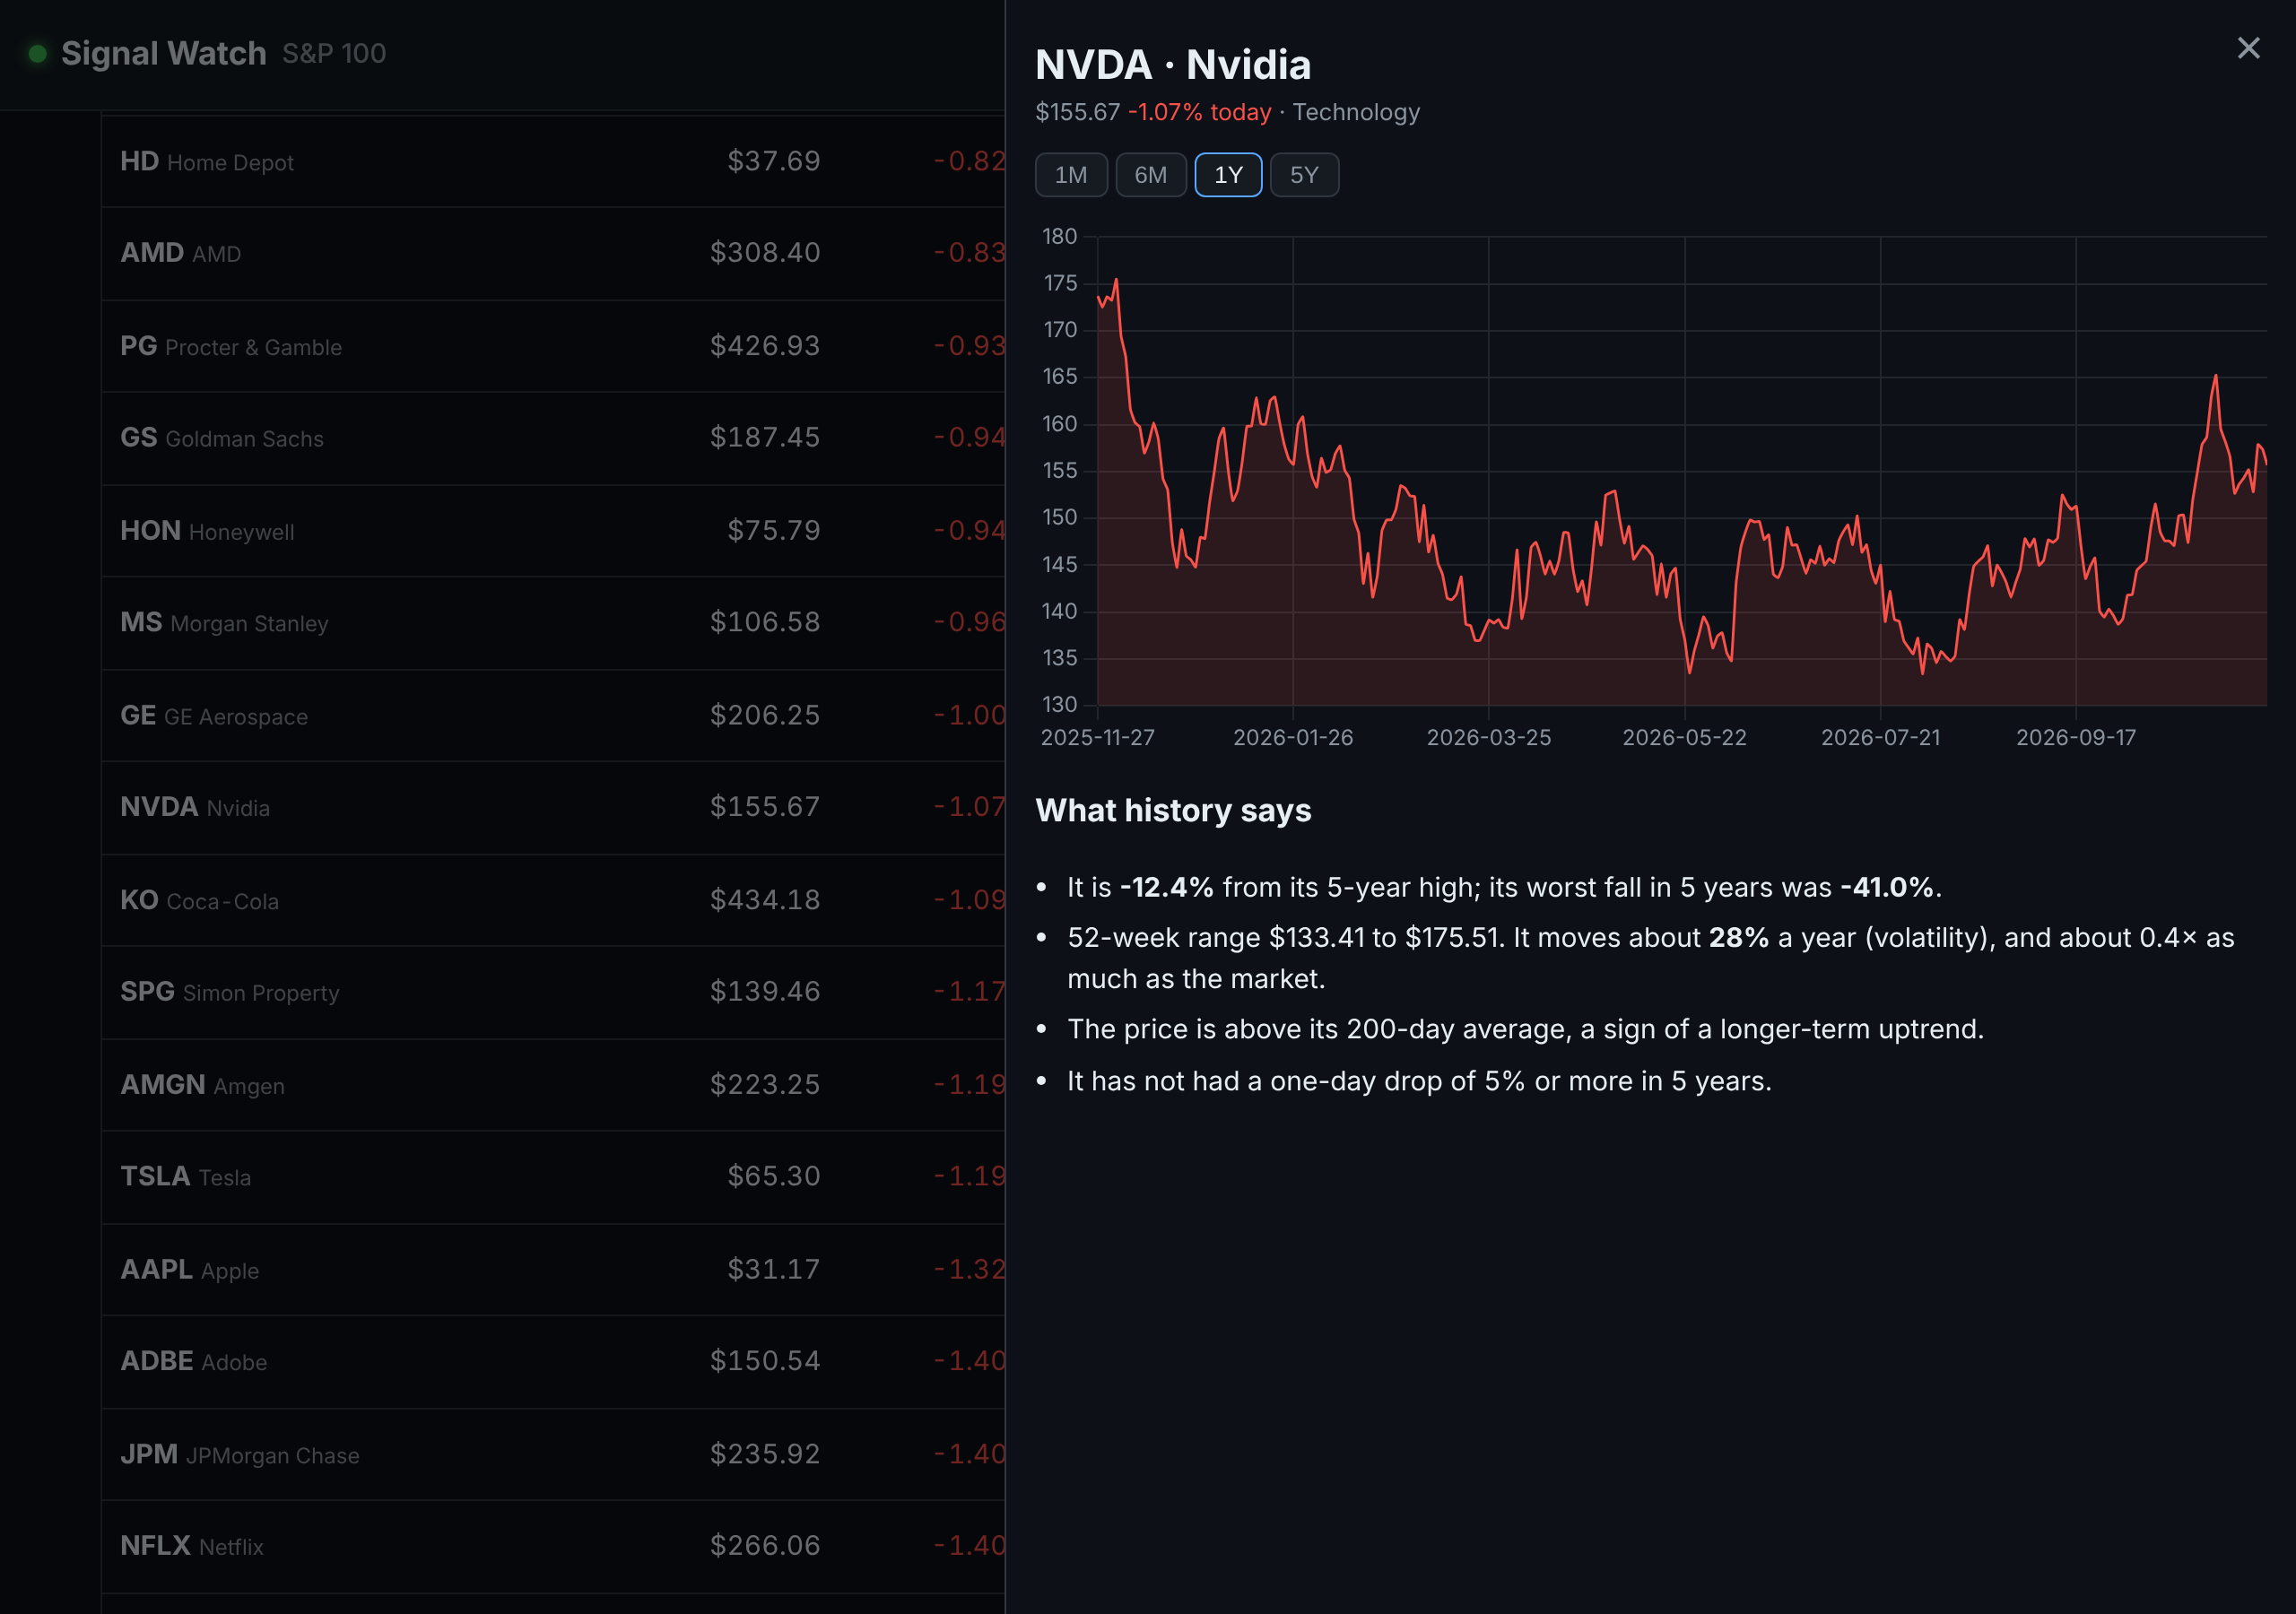 Signal Watch S&P 100
HD Home Depot $37.69 -0.82
AMD AMD $308.40 -0.83
PG Procter & Gamble $426.93 -0.93
GS Goldman Sachs $187.45 -0.94
HON Honeywell $75.79 -0.94
MS Morgan Stanley $106.58 -0.96
GE GE Aerospace $206.25 -1.00
NVDA Nvidia $155.67 -1.07
KO Coca-Cola $434.18 -1.09
SPG Simon Property $139.46 -1.17
AMGN Amgen $223.25 -1.19
TSLA Tesla $65.30 -1.19
AAPL Apple $31.17 -1.32
ADBE Adobe $150.54 -1.40
JPM JPMorgan Chase $235.92 -1.40
NFLX Netflix $266.06 -1.40
NVDA · Nvidia
$155.67 -1.07% today · Technology
1M 6M 1Y 5Y
180
175
170
165
160
155
150
145
140
135
130
2025-11-27 2026-01-26 2026-03-25 2026-05-22 2026-07-21 2026-09-17
What history says
• It is -12.4% from its 5-year high; its worst fall in 5 years was -41.0%.
• 52-week range $133.41 to $175.51. It moves about 28% a year (volatility), and about 0.4× as
much as the market.
• The price is above its 200-day average, a sign of a longer-term uptrend.
• It has not had a one-day drop of 5% or more in 5 years.